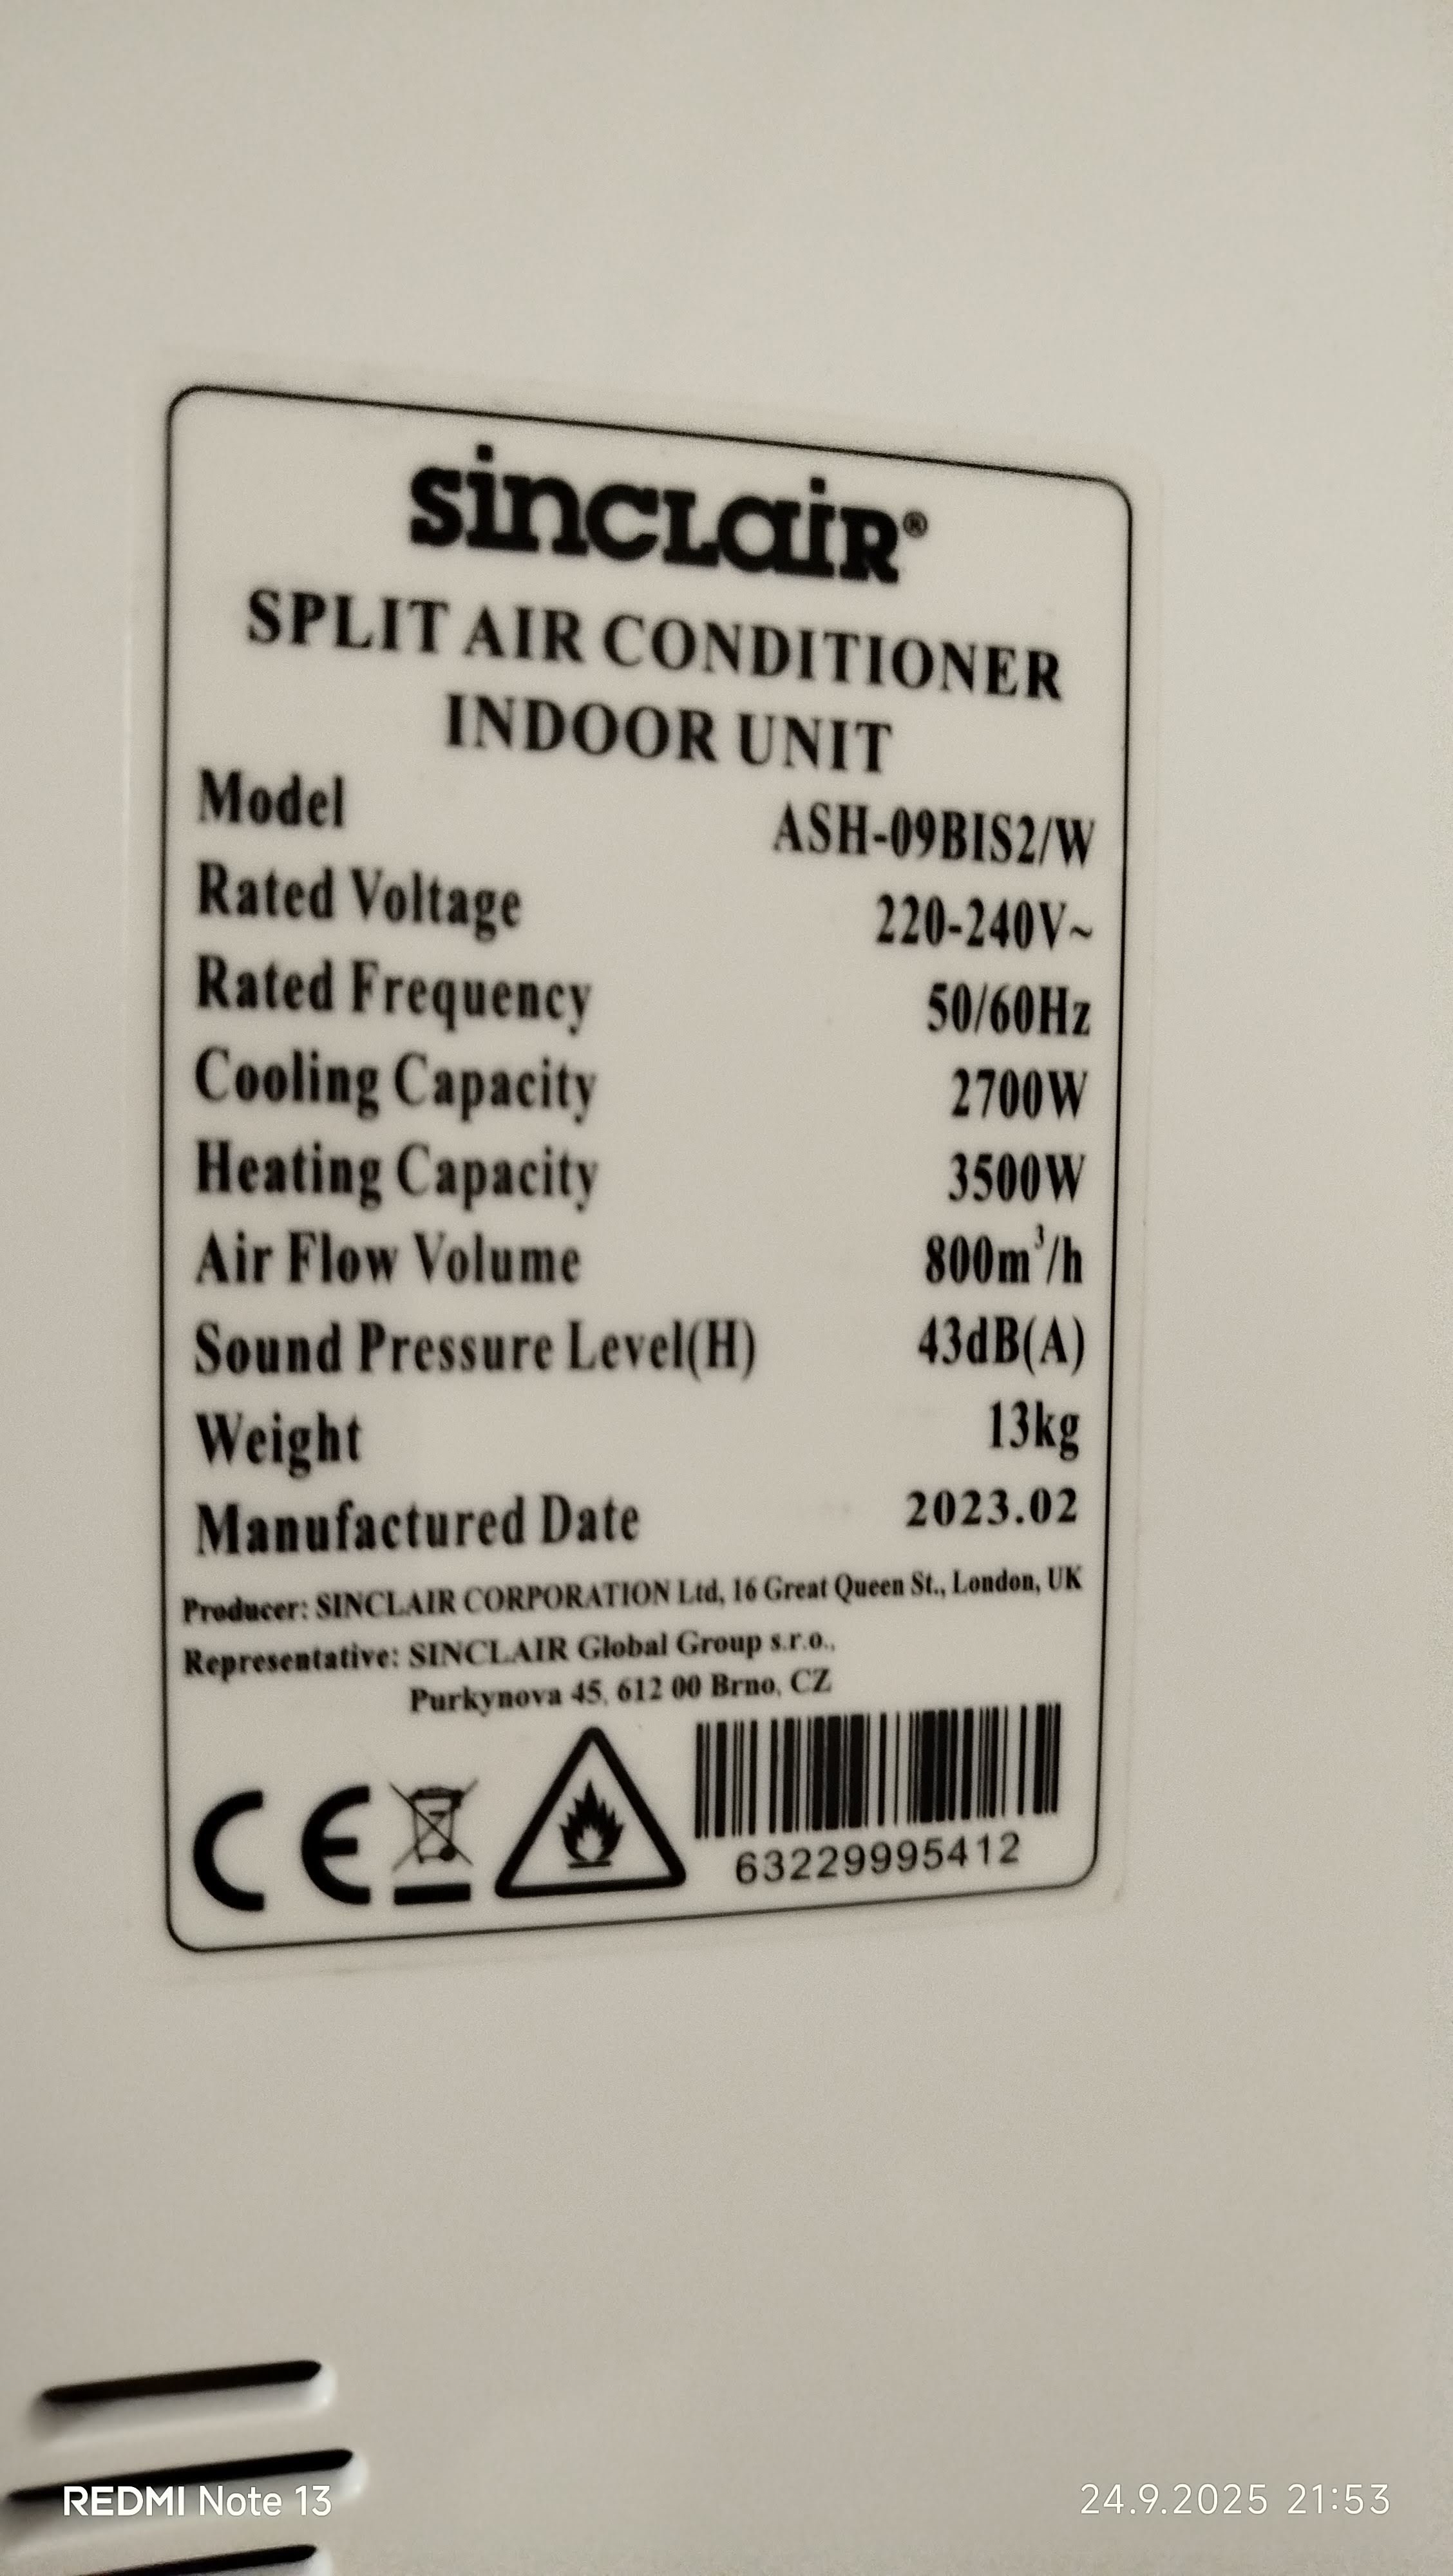 sinclair®
SPLIT AIR CONDITIONER
INDOOR UNIT
Model ASH-09BIS2/W
Rated Voltage 220-240V~
Rated Frequency 50/60Hz
Cooling Capacity 2700W
Heating Capacity 3500W
Air Flow Volume 800m³/h
Sound Pressure Level(H) 43dB(A)
Weight 13kg
Manufactured Date 2023.02
Producer: SINCLAIR CORPORATION Ltd, 16 Great Queen St., London, UK
Representative: SINCLAIR Global Group s.r.o.,
Purkynova 45, 612 00 Brno, CZ
CE
63229995412
REDMI Note 13 24.9.2025 21:53